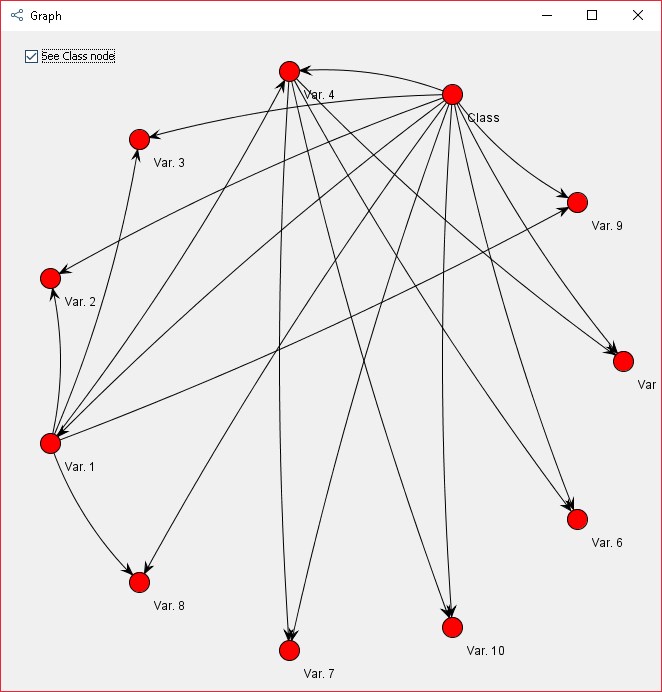 Graph
See Class node
Var. 4
Class
Var. 3
Var. 9
Var. 2
Var
Var. 1
Var. 6
Var. 8
Var. 10
Var. 7